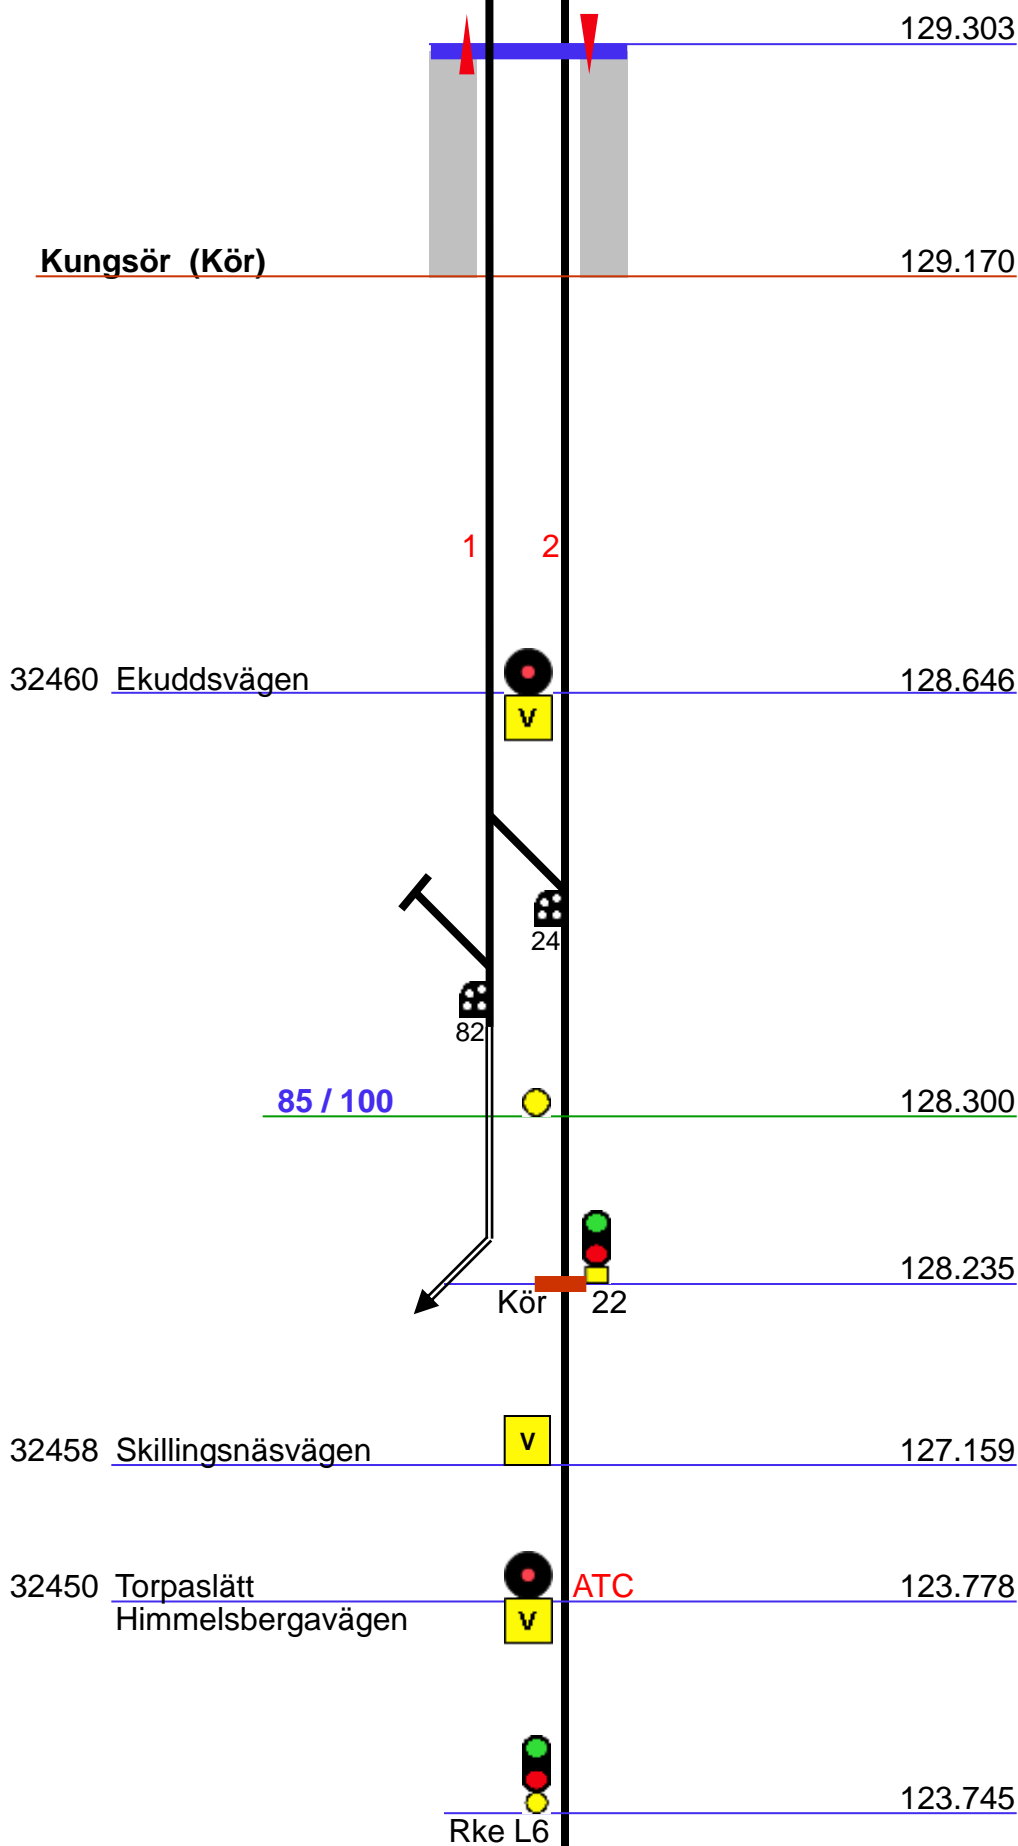 129.303
Kungsör (Kör) 129.170
1 2
32460 Ekuddsvägen 128.646
V
24
82
85 / 100 128.300
128.235
Kör 22
32458 Skillingsnäsvägen V 127.159
32450 Torpaslätt ATC 123.778
Himmelsbergavägen V
123.745
Rke L6